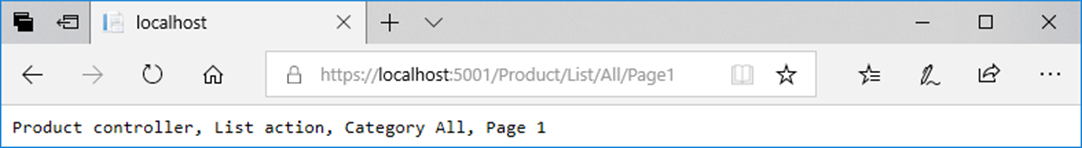 localhost
https://localhost:5001/Product/List/All/Page1
Product controller, List action, Category All, Page 1